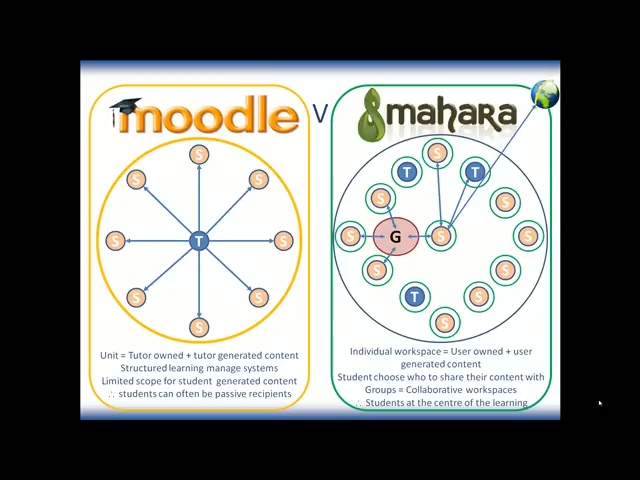 moodle
V
mahara
S
S
S
S
T
S
S
S
S
Unit = Tutor owned + tutor generated content
Structured learning manage systems
Limited scope for student generated content
∴ students can often be passive recipients
S
T
T
S
S
S
G
S
S
S
S
T
S
S
Individual workspace = User owned + user
generated content
Student choose who to share their content with
Groups = Collaborative workspaces
∴ Students at the centre of the learning